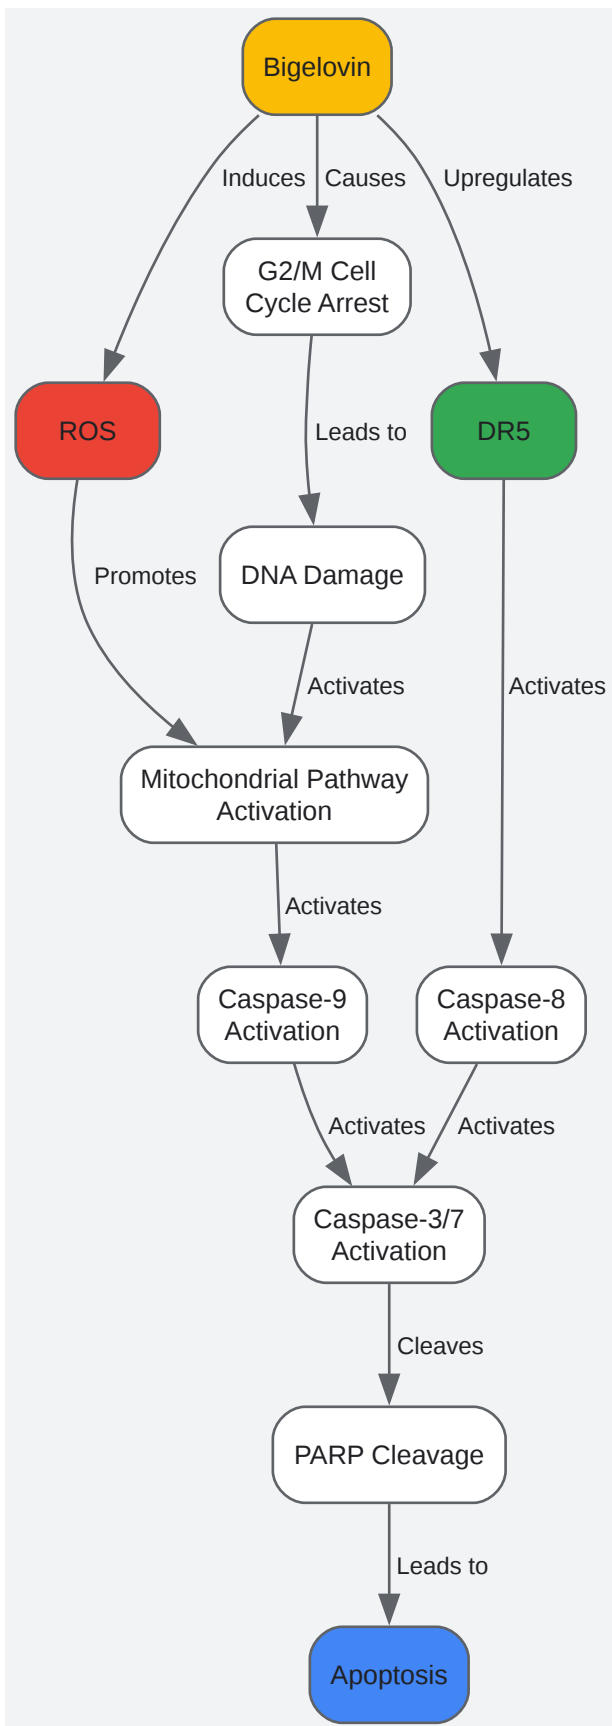 Bigelovin
Induces
Causes
Upregulates
G2/M Cell
Cycle Arrest
ROS
Leads to
DR5
Promotes
DNA Damage
Activates
Activates
Mitochondrial Pathway
Activation
Activates
Caspase-9
Activation
Caspase-8
Activation
Activates
Activates
Caspase-3/7
Activation
Cleaves
PARP Cleavage
Leads to
Apoptosis